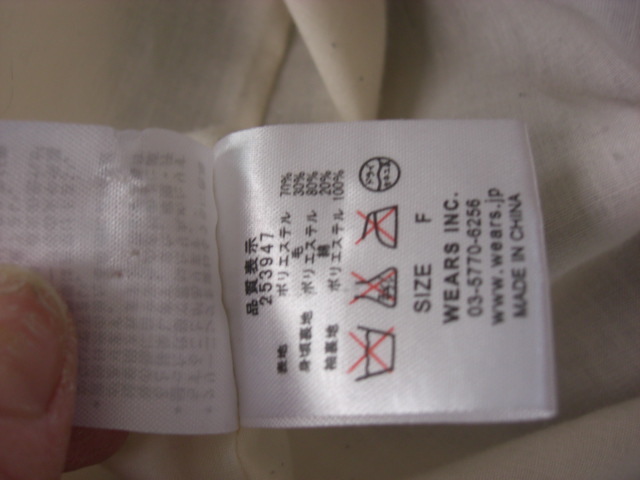 品質表示
253947
表地 ポリエステル 70%
毛 30%
身頃裏地 ポリエステル 80%
綿 20%
袖裏地 ポリエステル 100%
SIZE F
WEARS INC.
03-5770-6256
www.wears.jp
MADE IN CHINA